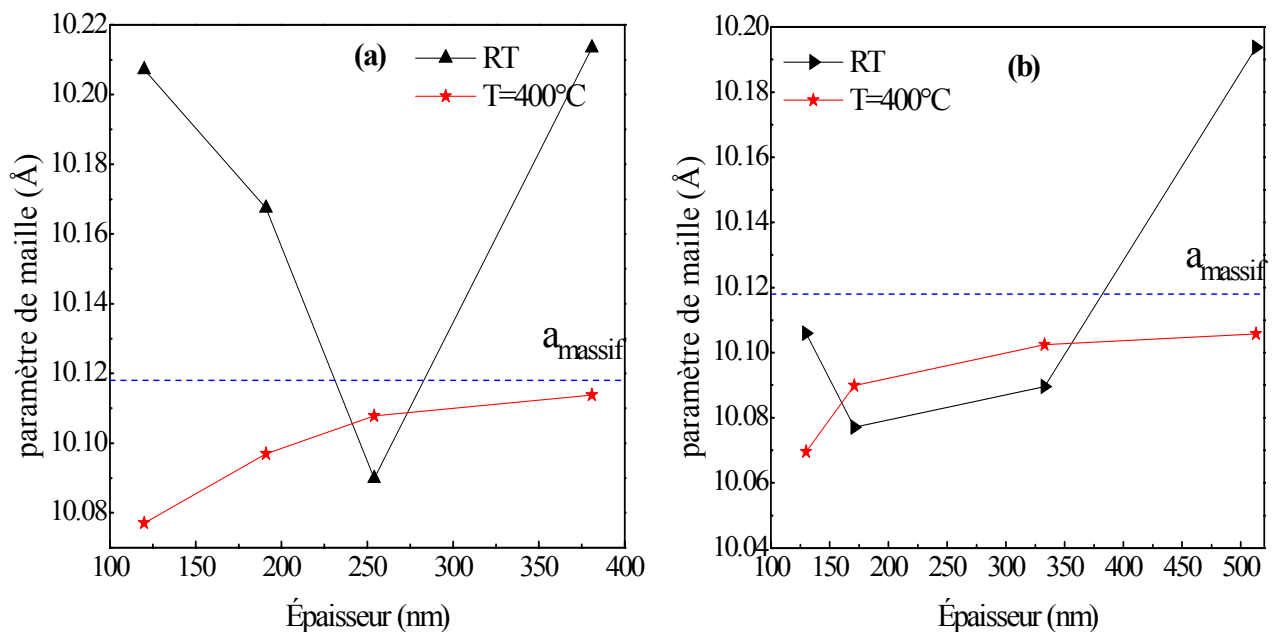 10.22
10.20
10.18
10.16
10.14
10.12
10.10
10.08
paramètre de maille (Å)
(a)
RT
T=400°C
a massif
100 150 200 250 300 350 400
Épaisseur (nm)
10.20
10.18
10.16
10.14
10.12
10.10
10.08
10.06
10.04
paramètre de maille (Å)
RT
T=400°C
(b)
a massif
100 150 200 250 300 350 400 450 500
Épaisseur (nm)